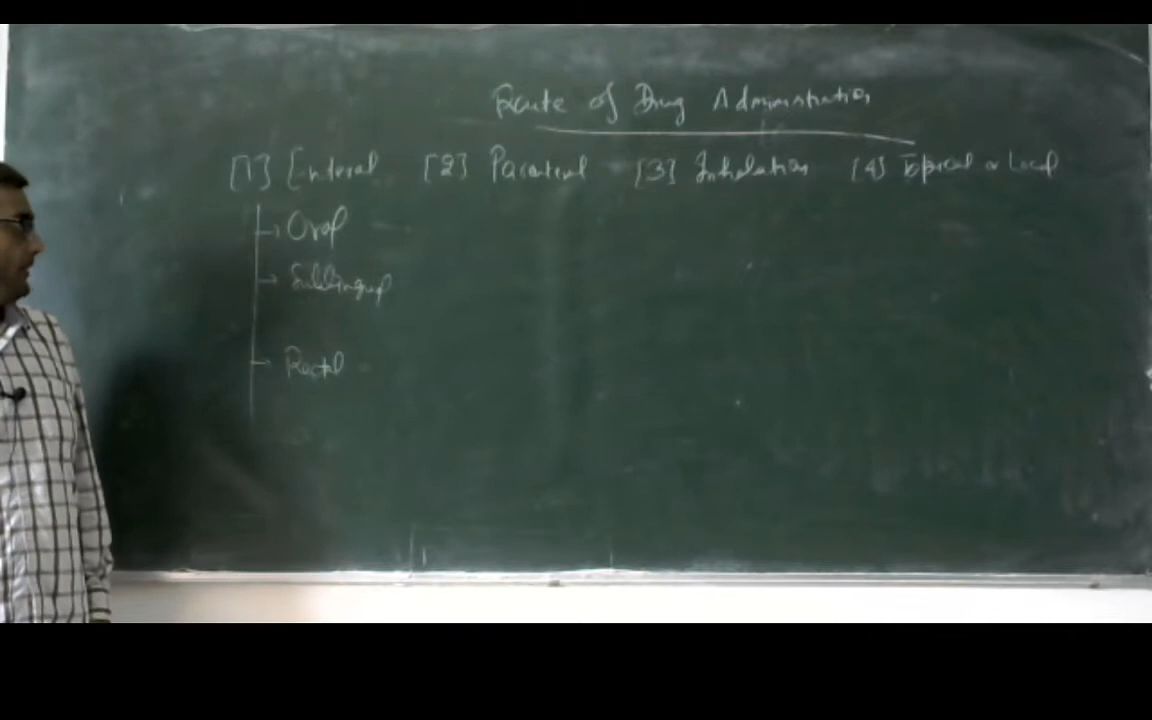 Route of Drug Administration
[1] Enteral [2] Parenteral [3] Inhalation [4] Topical or Local
→ Oral
→ Sublingual
→ Rectal